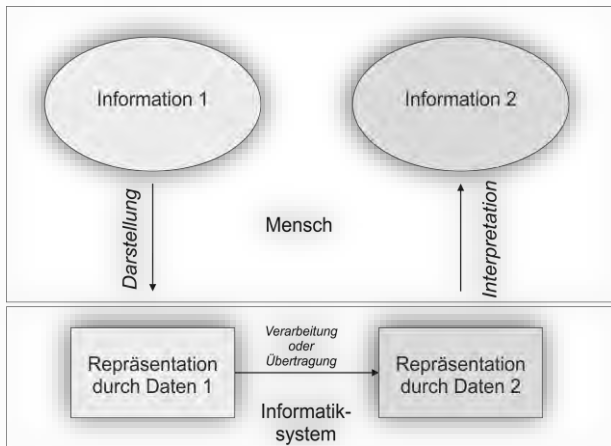 Information 1
Information 2
Darstellung
Mensch
Interpretation
Repräsentation
durch Daten 1
Verarbeitung
oder
Übertragung
Repräsentation
durch Daten 2
Informatik-
system